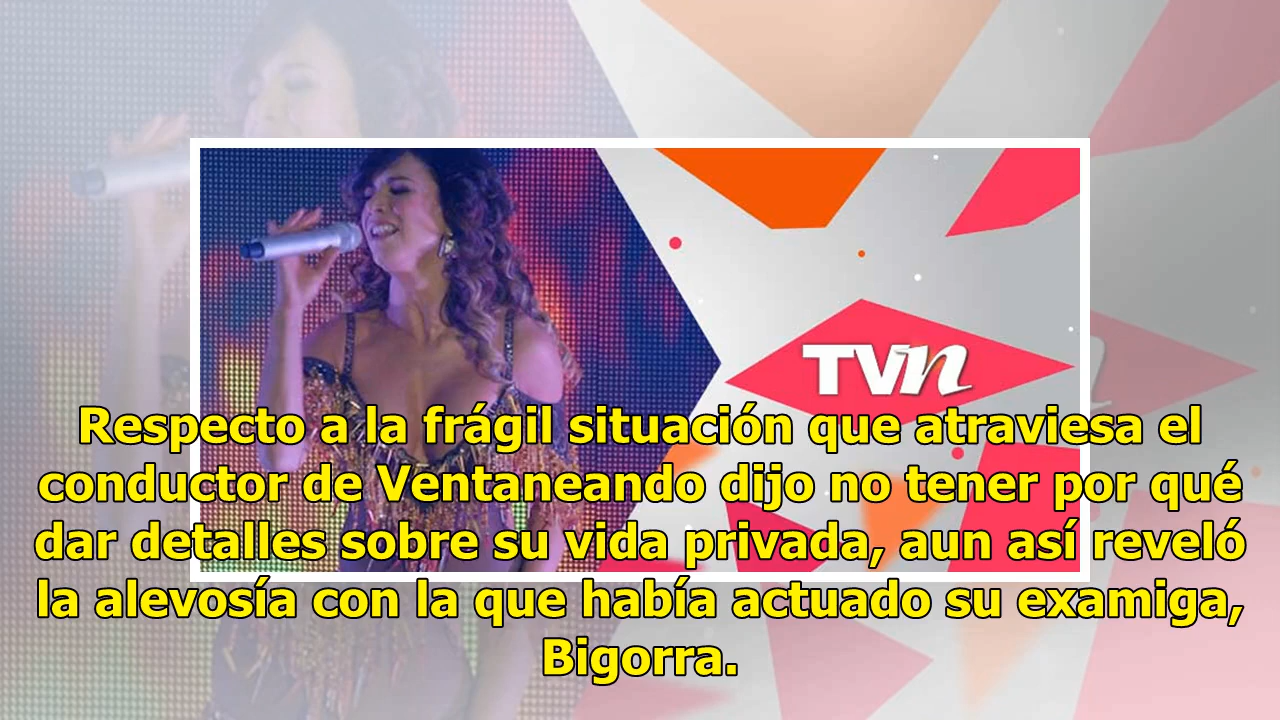 TVn
Respecto a la frágil situación que atraviesa el
conductor de Ventaneando dijo no tener por qué
dar detalles sobre su vida privada, aun así reveló
la alevosía con la que había actuado su examiga,
Bigorra.